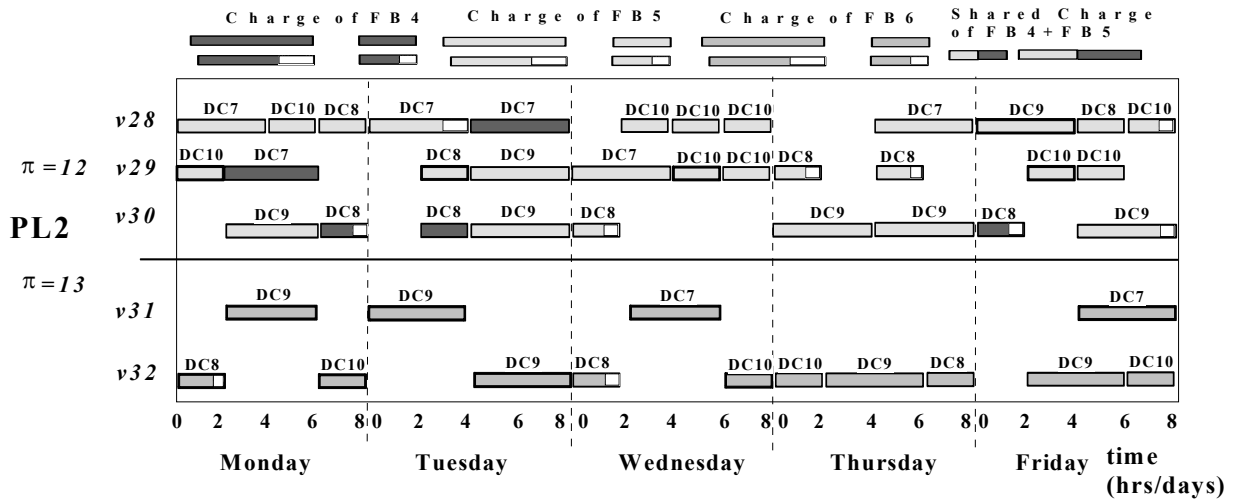 Charge of FB4 Charge of FB5 Charge of FB6 Shared Charge
of FB4+FB5
DC7 DC10 DC8 DC7 DC7 DC10 DC10 DC10 DC7 DC9 DC8 DC10
v28
DC10 DC7 DC8 DC9 DC7 DC10 DC10 DC8 DC8 DC10 DC10
π=12 v29
DC9 DC8 DC8 DC9 DC8 DC9 DC9 DC8 DC9
v30
PL2
π=13
DC9 DC9 DC7 DC7
v31
DC8 DC10 DC9 DC8 DC10 DC10 DC9 DC8 DC9 DC10
v32
0 2 4 6 8 0 2 4 6 8 0 2 4 6 8 0 2 4 6 8 0 2 4 6 8
Monday Tuesday Wednesday Thursday Friday time
(hrs/days)